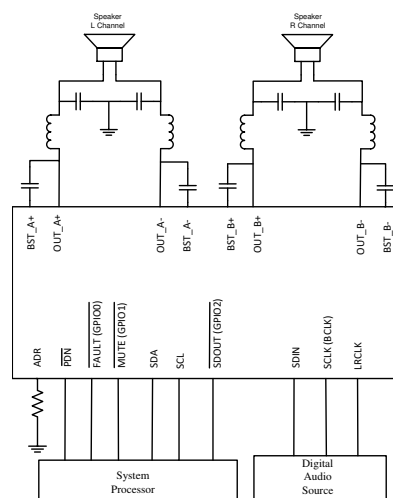 Speaker
L Channel
Speaker
R Channel
BST_A+
OUT_A+
OUT_A-
BST_A-
BST_B+
OUT_B+
OUT_B-
BST_B-
ADR
PDN
FAULT (GPIO0)
MUTE (GPIO1)
SDA
SCL
SDOUT (GPIO2)
SDIN
SCLK (BCLK)
LRCLK
System
Processor
Digital
Audio
Source